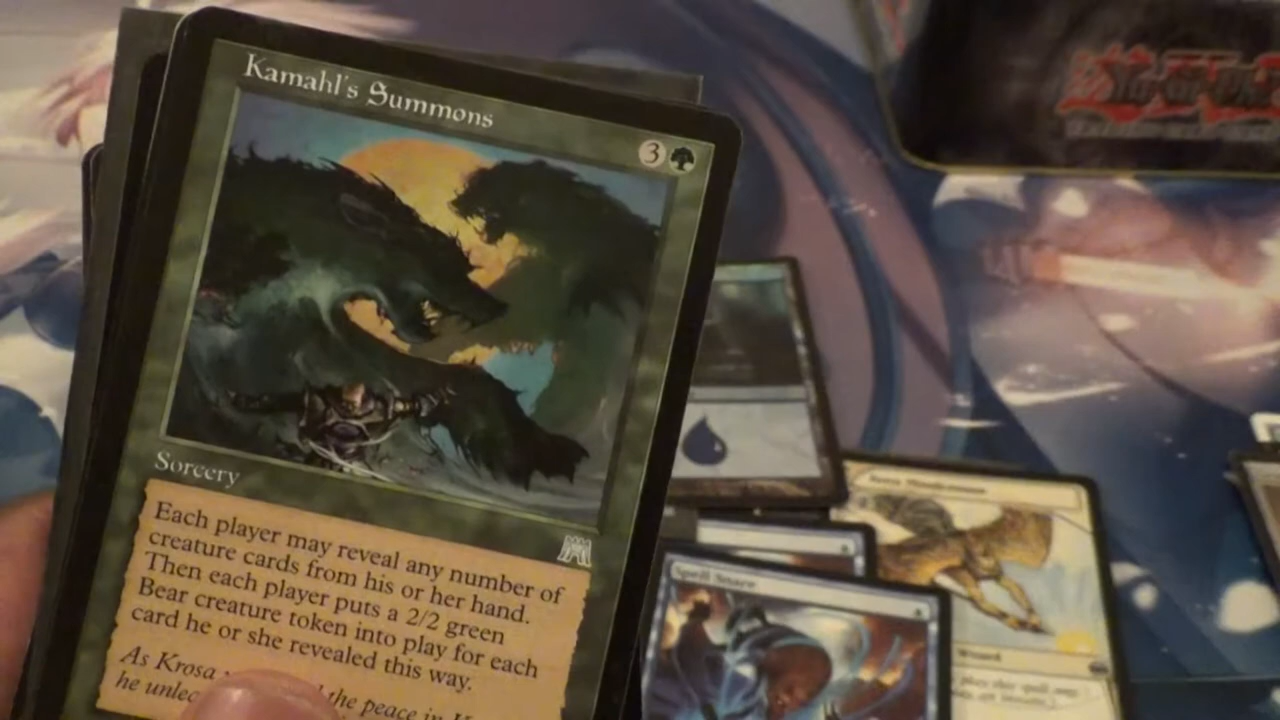 Kamahl's Summons
3
Sorcery
Each player may reveal any number of
creature cards from his or her hand.
Then each player puts a 2/2 green
Bear creature token into play for each
card he or she revealed this way.
As Krosa the peace in
he
Spell Snare